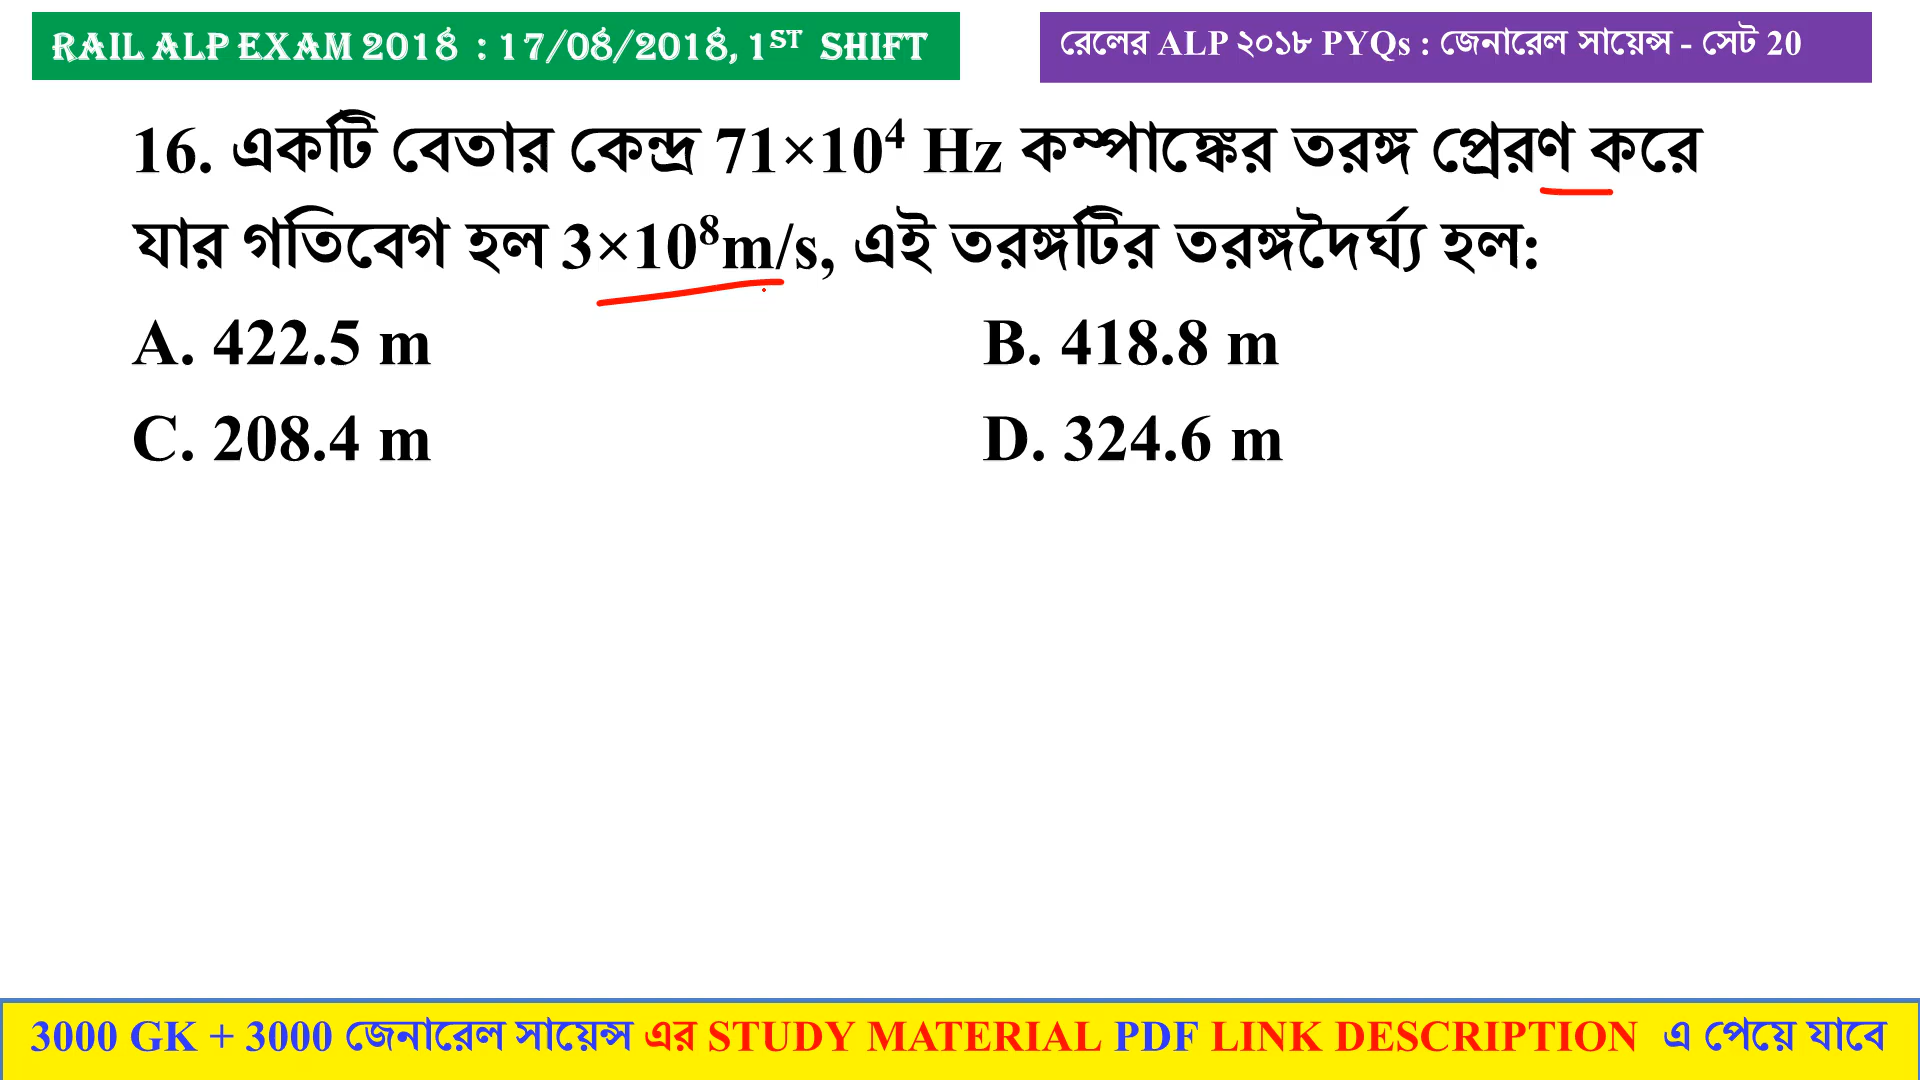 RAIL ALP EXAM 2018 : 17/08/2018, 1ST SHIFT
রেলের ALP ২০১৮ PYQs : জেনারেল সায়েন্স - সেট 20
16. একটি বেতার কেন্দ্র 71×10⁴ Hz কম্পাঙ্কের তরঙ্গ প্রেরণ করে
যার গতিবেগ হল 3×10⁸m/s, এই তরঙ্গটির তরঙ্গদৈর্ঘ্য হল:
A. 422.5 m B. 418.8 m
C. 208.4 m D. 324.6 m
3000 GK + 3000 জেনারেল সায়েন্স এর STUDY MATERIAL PDF LINK DESCRIPTION এ পেয়ে যাবে